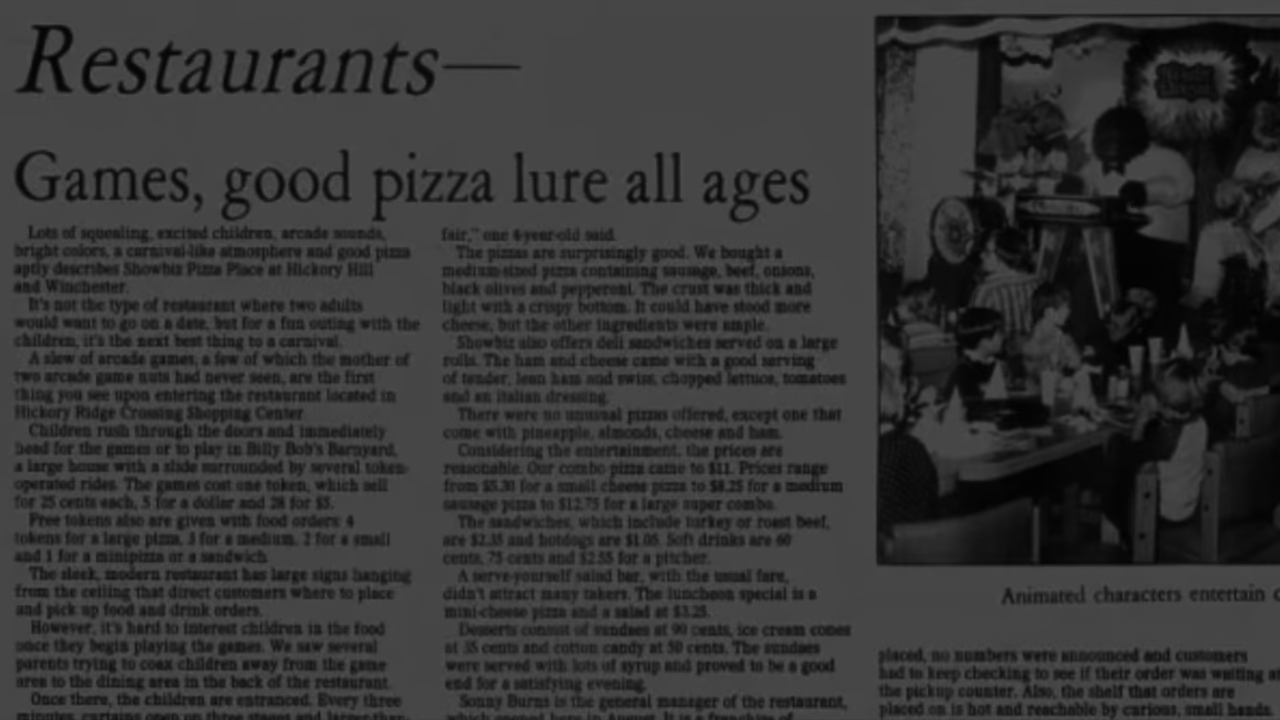 Restaurants—
Games, good pizza lure all ages
Lots of squealing, excited children, arcade sounds,
bright colors, a carnival-like atmosphere and good pizza
aptly describes Showbiz Pizza Place at Hickory Hill
and Winchester.
It's not the type of restaurant where two adults
would want to go on a date, but for a fun outing with the
children, it's the next best thing to a carnival.
A slew of arcade games, a few of which the mother of
two arcade game nuts had never seen, are the first
thing you see upon entering the restaurant located in
Hickory Ridge Crossing Shopping Center.
Children rush through the doors and immediately
head for the games or to play in Billy Bob's Barnyard,
a large house with a slide surrounded by several token-
operated rides. The games cost one token, which sell
for 25 cents each, 5 for a dollar and 28 for $5.
Free tokens also are given with food orders: 4
tokens for a large pizza, 3 for a medium, 2 for a small
and 1 for a minipizza or a sandwich.
The sleek, modern restaurant has large signs hanging
from the ceiling that direct customers where to place
and pick up food and drink orders.
However, it's hard to interest children in the food
once they begin playing the games. We saw several
parents trying to coax children away from the game
area to the dining area in the back of the restaurant.
Once there, the children are entranced. Every three
minutes, curtains open on three stages and larger-than-
fair," one 4-year-old said.
The pizzas are surprisingly good. We bought a
medium-sized pizza containing sausage, beef, onions,
black olives and pepperoni. The crust was thick and
light with a crispy bottom. It could have stood more
cheese, but the other ingredients were ample.
Showbiz also offers deli sandwiches served on a large
rolls. The ham and cheese came with a good serving
of tender, lean ham and swiss, chopped lettuce, tomatoes
and an italian dressing.
There were no unusual pizzas offered, except one that
come with pineapple, almonds, cheese and ham.
Considering the entertainment, the prices are
reasonable. Our combo pizza came to $11. Prices range
from $5.30 for a small cheese pizza to $8.25 for a medium
sausage pizza to $12.75 for a large super combo.
The sandwiches, which include turkey or roast beef,
are $2.35 and hotdogs are $1.05. Soft drinks are 60
cents, 75 cents and $2.55 for a pitcher.
A serve-yourself salad bar, with the usual fare,
didn't attract many takers. The luncheon special is a
mini-cheese pizza and a salad at $3.25.
Desserts consist of sundaes at 90 cents, ice cream cones
at 35 cents and cotton candy at 50 cents. The sundaes
were served with lots of syrup and proved to be a good
end for a satisfying evening.
Sonny Burns is the general manager of the restaurant,
which opened here in August. It is a franchise of
Animated characters entertain
placed, no numbers were announced and customers
had to keep checking to see if their order was waiting
the pickup counter. Also, the shelf that orders are
placed on is hot and reachable by curious, small hands.